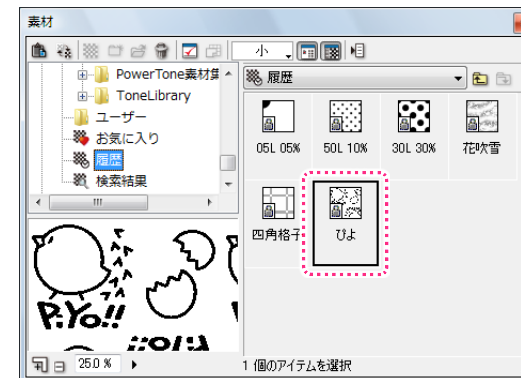 素材
小
PowerTone素材集
ToneLibrary
ユーザー
お気に入り
履歴
検索結果
履歴
05L 05%
50L 10%
30L 30%
花吹雪
四角格子
ぴよ
P.Yo!!
25.0 %
1 個のアイテムを選択